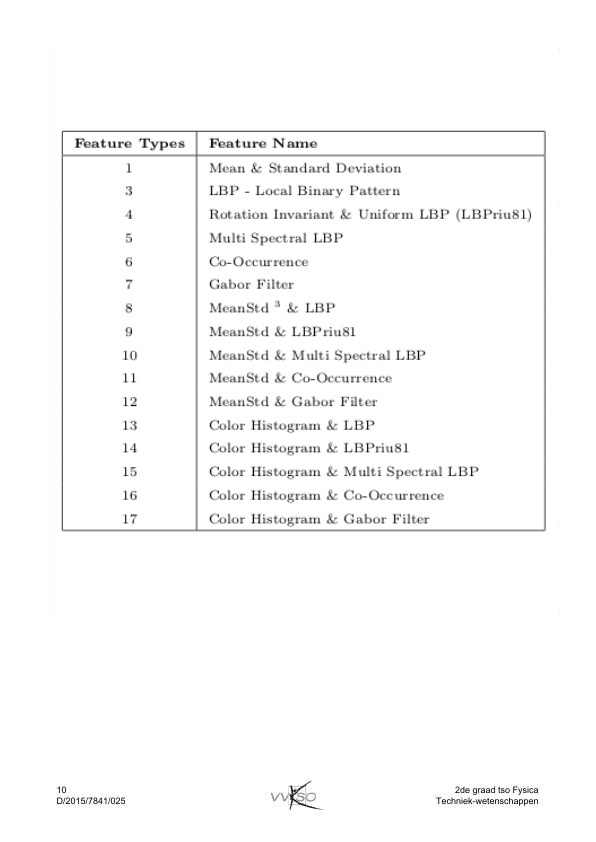 Feature Types Feature Name
1 Mean & Standard Deviation
3 LBP - Local Binary Pattern
4 Rotation Invariant & Uniform LBP (LBPriu81)
5 Multi Spectral LBP
6 Co-Occurrence
7 Gabor Filter
8 MeanStd ³ & LBP
9 MeanStd & LBPriu81
10 MeanStd & Multi Spectral LBP
11 MeanStd & Co-Occurrence
12 MeanStd & Gabor Filter
13 Color Histogram & LBP
14 Color Histogram & LBPriu81
15 Color Histogram & Multi Spectral LBP
16 Color Histogram & Co-Occurrence
17 Color Histogram & Gabor Filter
10
D/2015/7841/025
vvkso
2de graad tso Fysica
Techniek-wetenschappen